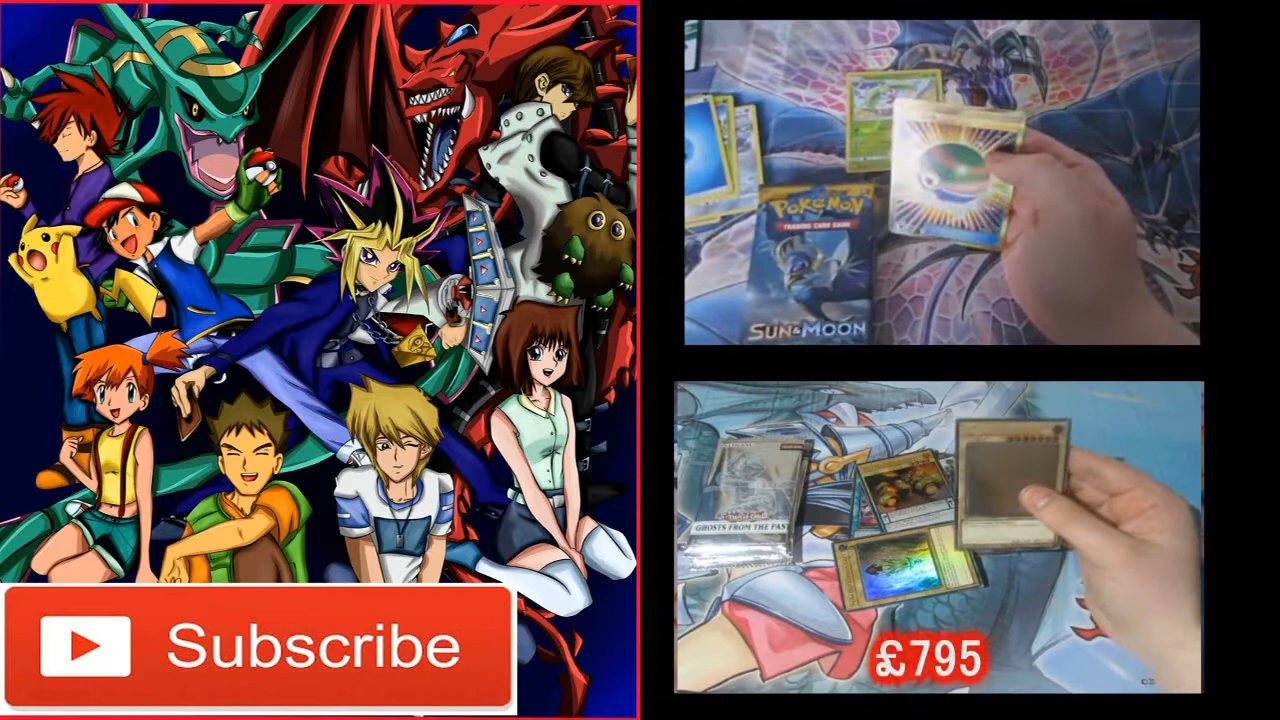 Subscribe
POKÉMON
TRADING CARD GAME
SUN & MOON
GHOSTS FROM THE PAST
£795